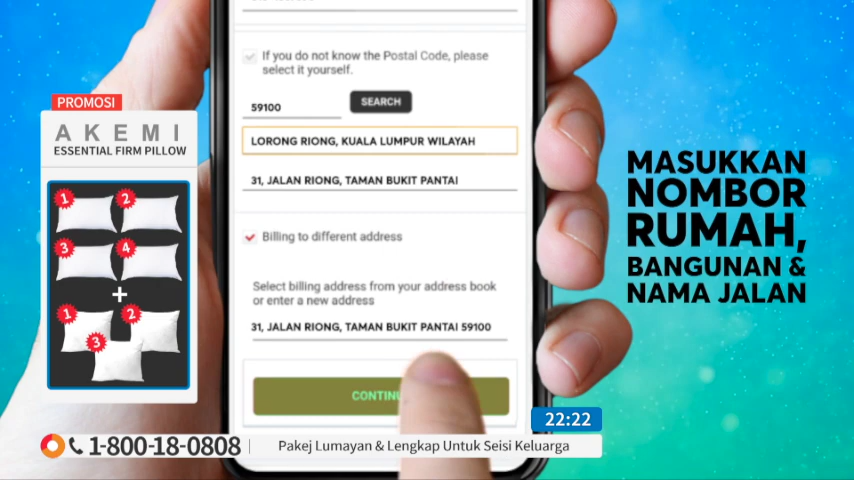 If you do not know the Postal Code, please
select it yourself.
59100
SEARCH
LORONG RIONG, KUALA LUMPUR WILAYAH
31, JALAN RIONG, TAMAN BUKIT PANTAI
Billing to different address
Select billing address from your address book
or enter a new address
31, JALAN RIONG, TAMAN BUKIT PANTAI 59100
PROMOSI
AKEMI
ESSENTIAL FIRM PILLOW
1
2
3
4
+
1
2
3
MASUKKAN
NOMBOR
RUMAH,
BANGUNAN &
NAMA JALAN
22:22
1-800-18-0808
Pakej Lumayan & Lengkap Untuk Seisi Keluarga